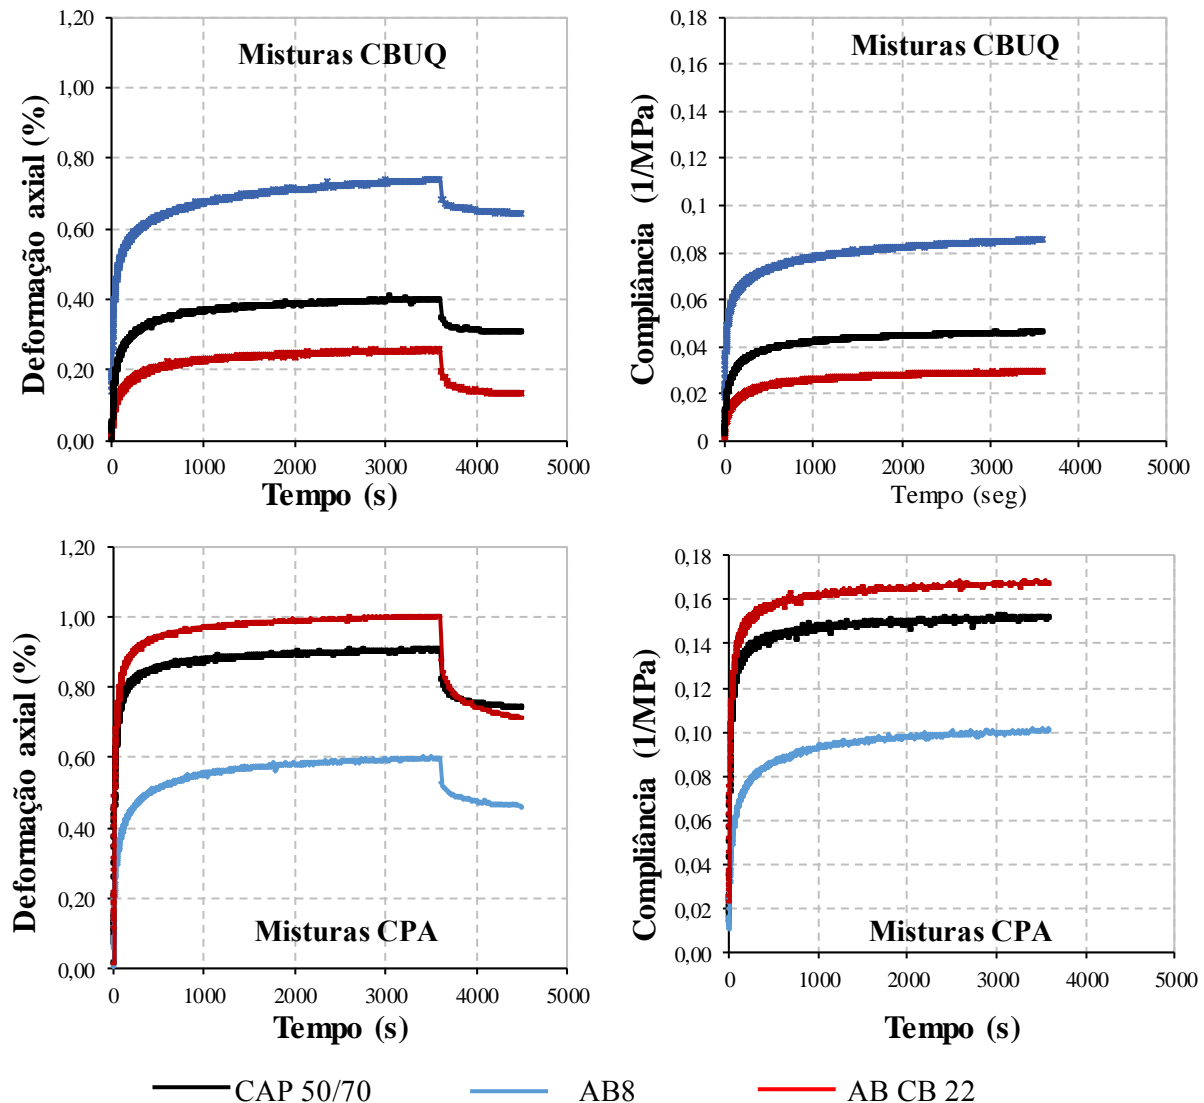 Misturas CBUQ
Deformação axial (%)
1,20
1,00
0,80
0,60
0,40
0,20
0,00
0 1000 2000 3000 4000 5000
Tempo (s)
Misturas CBUQ
Compliância (1/MPa)
0,18
0,16
0,14
0,12
0,1
0,08
0,06
0,04
0,02
0
0 1000 2000 3000 4000 5000
Tempo (seg)
Deformação axial (%)
1,20
1,00
0,80
0,60
0,40
0,20
0,00
Misturas CPA
0 1000 2000 3000 4000 5000
Tempo (s)
Compliância (1/MPa)
0,18
0,16
0,14
0,12
0,10
0,08
0,06
0,04
0,02
0,00
Misturas CPA
0 1000 2000 3000 4000 5000
Tempo (s)
CAP 50/70 AB8 AB CB 22